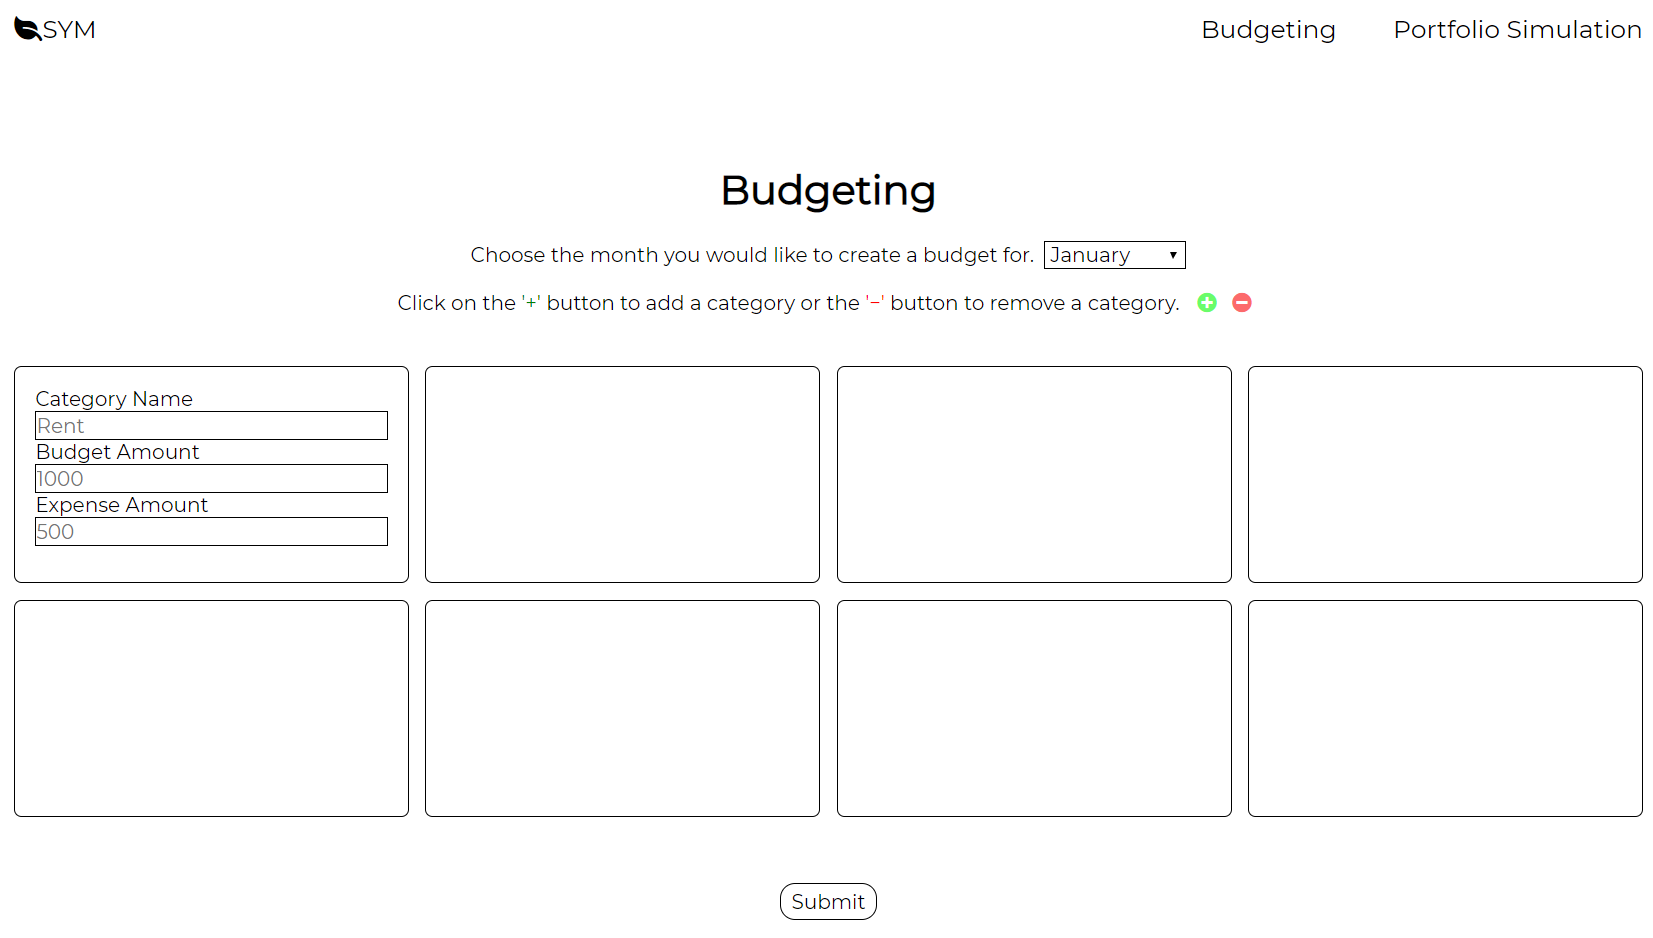 SYM Budgeting Portfolio Simulation
Budgeting
Choose the month you would like to create a budget for. January
Click on the '+' button to add a category or the '-' button to remove a category.
Category Name
Rent
Budget Amount
1000
Expense Amount
500
Submit